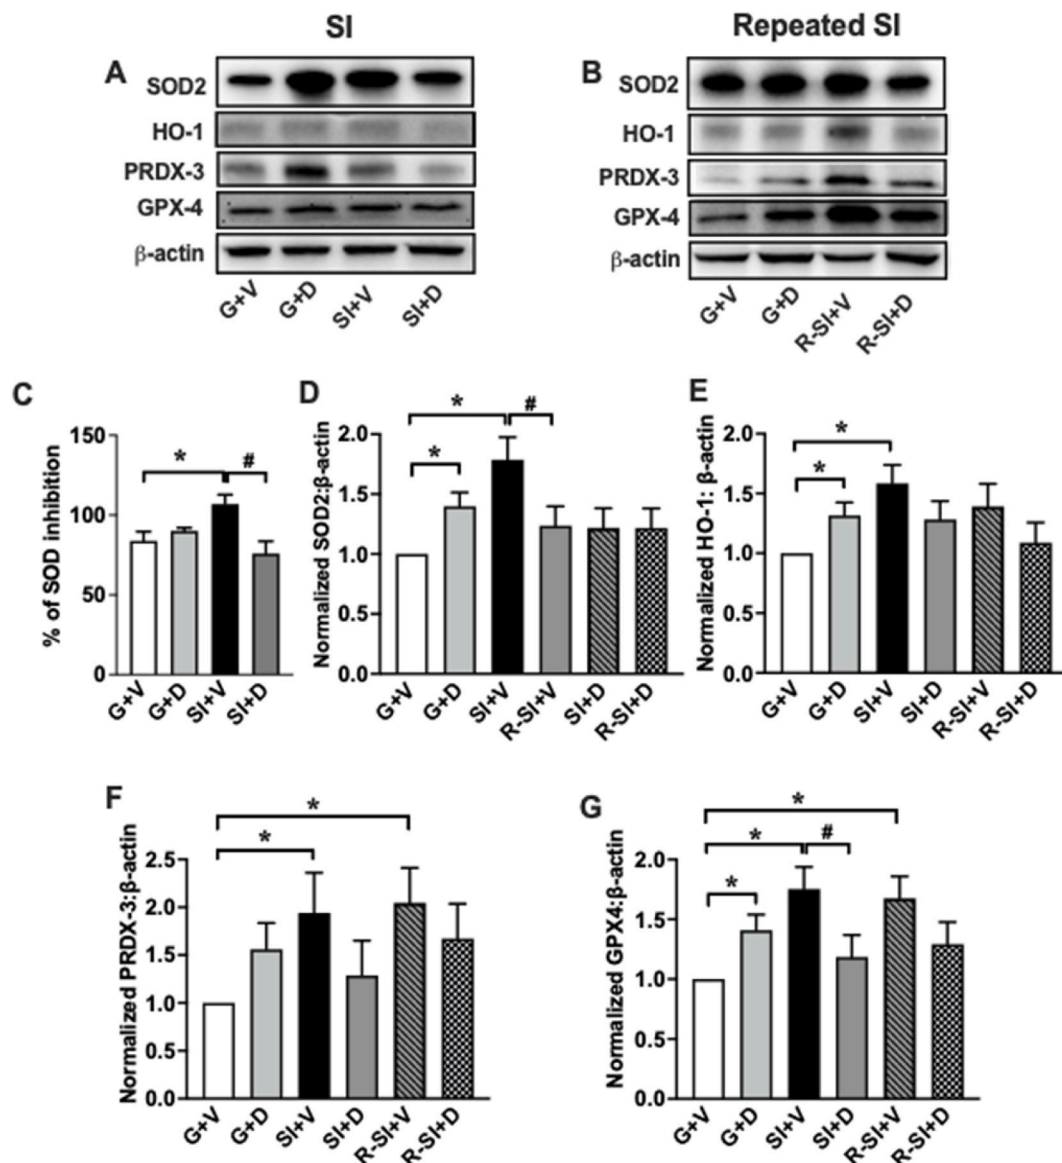 SI
Repeated SI
A
SOD2
HO-1
PRDX-3
GPX-4
β-actin
G+V
G+D
SI+V
SI+D
B
SOD2
HO-1
PRDX-3
GPX-4
β-actin
G+V
G+D
R-SI+V
R-SI+D
C
% of SOD inhibition
150
100
50
0
*
#
G+V
G+D
SI+V
SI+D
D
Normalized SOD2:β-actin
2.0
1.5
1.0
0.5
0.0
*
*
#
G+V
G+D
SI+V
R-SI+V
SI+D
R-SI+D
E
Normalized HO-1: β-actin
2.0
1.5
1.0
0.5
0.0
*
*
G+V
G+D
SI+V
SI+D
R-SI+V
R-SI+D
F
Normalized PRDX-3:β-actin
2.5
2.0
1.5
1.0
0.5
0.0
*
*
G+V
G+D
SI+V
SI+D
R-SI+V
R-SI+D
G
Normalized GPX4:β-actin
2.0
1.5
1.0
0.5
0.0
*
*
*
#
G+V
G+D
SI+V
SI+D
R-SI+V
R-SI+D